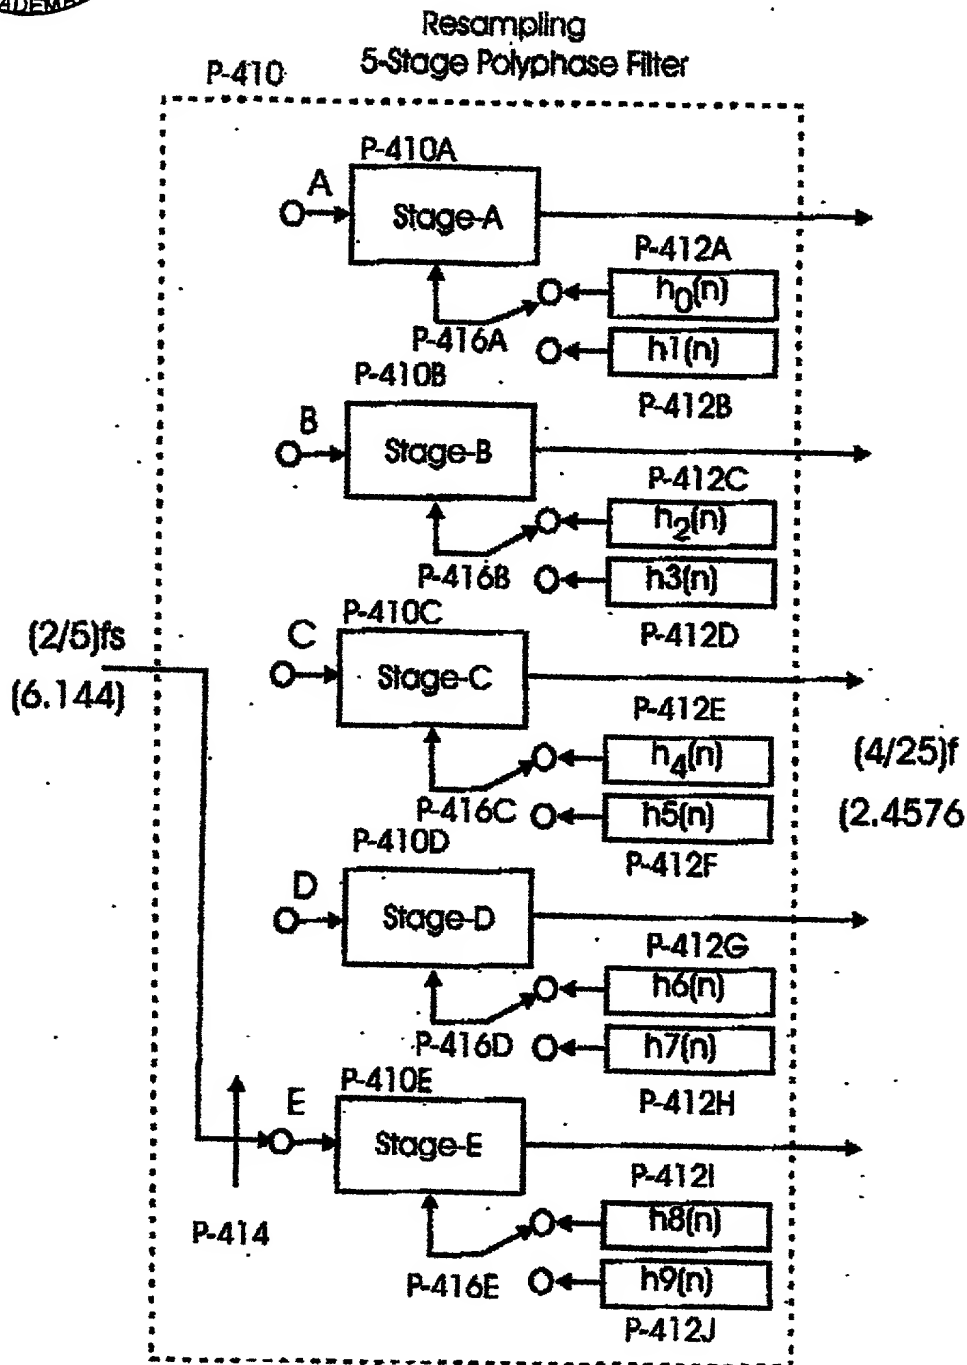 Resampling
5-Stage Polyphase Filter
P-410
P-410A
A
Stage-A
P-412A
h0(n)
P-416A
h1(n)
P-410B
P-412B
B
Stage-B
P-412C
h2(n)
P-416B
h3(n)
P-410C
P-412D
(2/5)fs
(6.144)
C
Stage-C
P-412E
h4(n)
(4/25)f
(2.4576
P-416C
h5(n)
P-410D
P-412F
D
Stage-D
P-412G
h6(n)
P-416D
h7(n)
P-410E
P-412H
E
Stage-E
P-412I
P-414
h8(n)
P-416E
h9(n)
P-412J